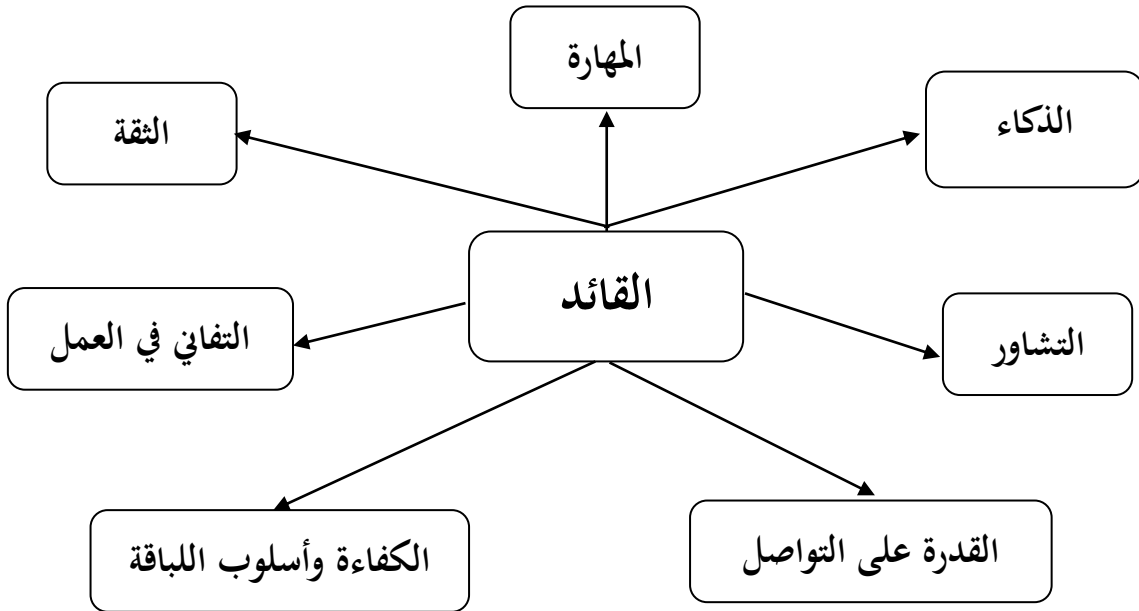 المهارة
الذكاء
الثقة
القائد
التشاور
التفاني في العمل
القدرة على التواصل
الكفاءة وأسلوب اللباقة